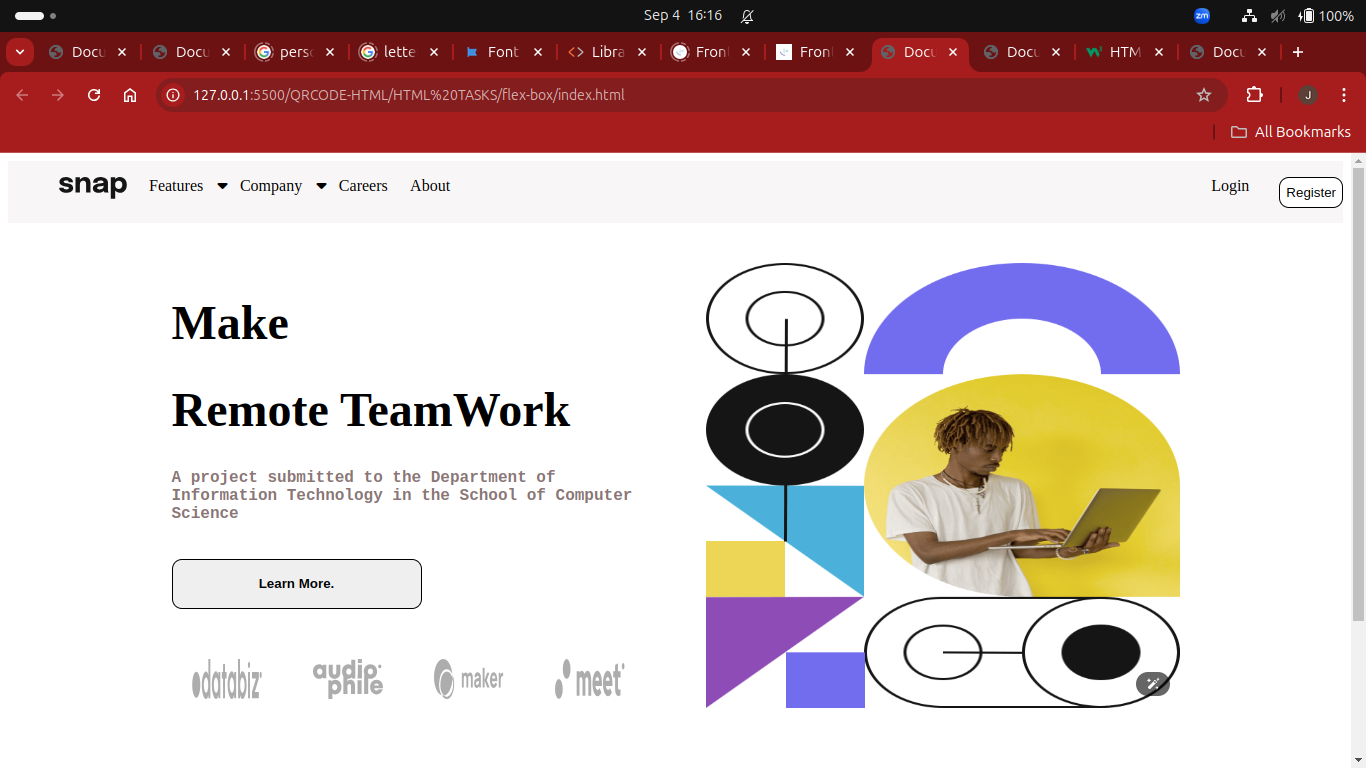 Sep 4 16:16
zm
100%
Docu
Docu
perso
lette
Font
Libra
Front
Front
Docu
Docu
HTM
Docu
127.0.0.1:5500/QRCODE-HTML/HTML%20TASKS/flex-box/index.html
J
All Bookmarks
snap Features Company Careers About Login Register
Make
Remote TeamWork
A project submitted to the Department of
Information Technology in the School of Computer
Science
Learn More.
databiz audiophile maker meet